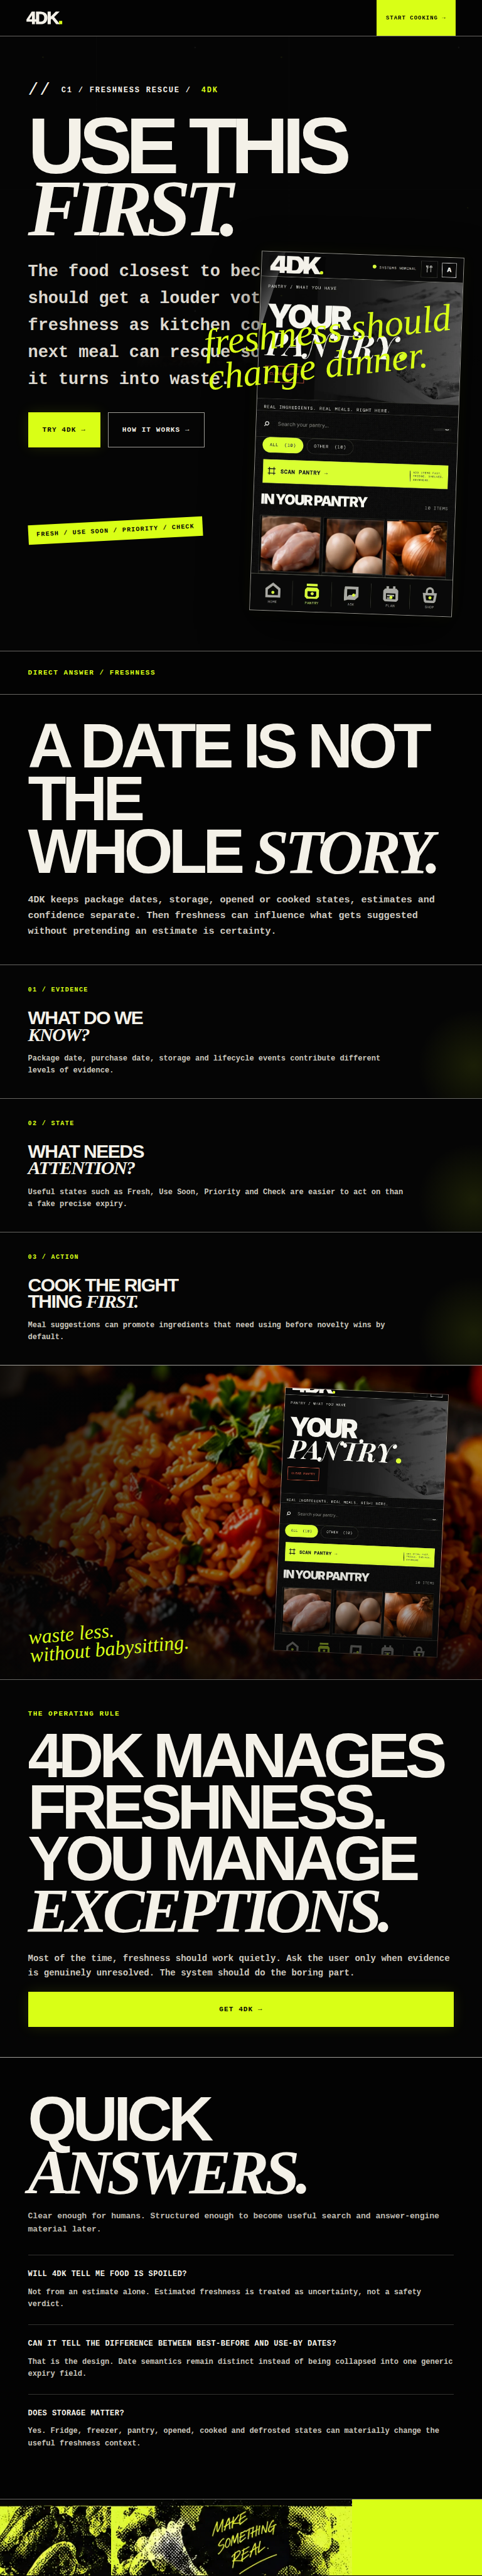 4DK.
START COOKING →
// C1 / FRESHNESS RESCUE / 4DK
USE THIS
FIRST.
The food closest to bec
should get a louder vot
freshness as kitchen co
next meal can rescue so
it turns into waste.
TRY 4DK →
HOW IT WORKS →
FRESH / USE SOON / PRIORITY / CHECK
4DK.
SYSTEMS NOMINAL
A
PANTRY / WHAT YOU HAVE
YOUR
PANTRY.
freshness should
change dinner.
REAL INGREDIENTS. REAL MEALS. RIGHT HERE.
Search your pantry...
ALL (10)
OTHER (10)
SCAN PANTRY →
IN YOUR PANTRY
10 ITEMS
HOME
PANTRY
PLAN
SHOP
DIRECT ANSWER / FRESHNESS
A DATE IS NOT
THE
WHOLE STORY.
4DK keeps package dates, storage, opened or cooked states, estimates and
confidence separate. Then freshness can influence what gets suggested
without pretending an estimate is certainty.
01 / EVIDENCE
WHAT DO WE
KNOW?
Package date, purchase date, storage and lifecycle events contribute different
levels of evidence.
02 / STATE
WHAT NEEDS
ATTENTION?
Useful states such as Fresh, Use Soon, Priority and Check are easier to act on than
a fake precise expiry.
03 / ACTION
COOK THE RIGHT
THING FIRST.
Meal suggestions can promote ingredients that need using before novelty wins by
default.
PANTRY / WHAT YOU HAVE
YOUR
PANTRY.
REAL INGREDIENTS. REAL MEALS. RIGHT HERE.
Search your pantry...
ALL (10)
OTHER (10)
SCAN PANTRY →
IN YOUR PANTRY
10 ITEMS
waste less.
without babysitting.
THE OPERATING RULE
4DK MANAGES
FRESHNESS.
YOU MANAGE
EXCEPTIONS.
Most of the time, freshness should work quietly. Ask the user only when evidence
is genuinely unresolved. The system should do the boring part.
GET 4DK →
QUICK
ANSWERS.
Clear enough for humans. Structured enough to become useful search and answer-engine
material later.
WILL 4DK TELL ME FOOD IS SPOILED?
Not from an estimate alone. Estimated freshness is treated as uncertainty, not a safety
verdict.
CAN IT TELL THE DIFFERENCE BETWEEN BEST-BEFORE AND USE-BY DATES?
That is the design. Date semantics remain distinct instead of being collapsed into one generic
expiry field.
DOES STORAGE MATTER?
Yes. Fridge, freezer, pantry, opened, cooked and defrosted states can materially change the
useful freshness context.
MAKE
SOMETHING
REAL.